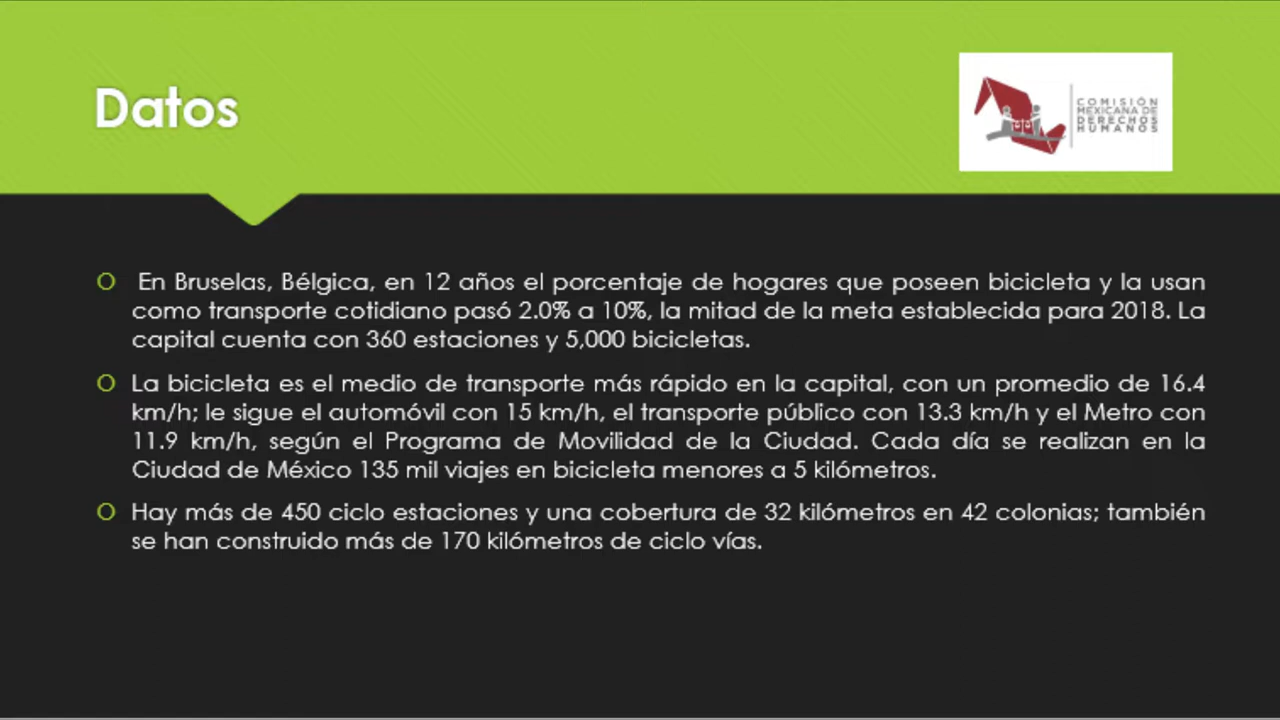 Datos
COMISIÓN
MEXICANA DE
DERECHOS
HUMANOS
En Bruselas, Bélgica, en 12 años el porcentaje de hogares que poseen bicicleta y la usan
como transporte cotidiano pasó 2.0% a 10%, la mitad de la meta establecida para 2018. La
capital cuenta con 360 estaciones y 5,000 bicicletas.
La bicicleta es el medio de transporte más rápido en la capital, con un promedio de 16.4
km/h; le sigue el automóvil con 15 km/h, el transporte público con 13.3 km/h y el Metro con
11.9 km/h, según el Programa de Movilidad de la Ciudad. Cada día se realizan en la
Ciudad de México 135 mil viajes en bicicleta menores a 5 kilómetros.
Hay más de 450 ciclo estaciones y una cobertura de 32 kilómetros en 42 colonias; también
se han construido más de 170 kilómetros de ciclo vías.